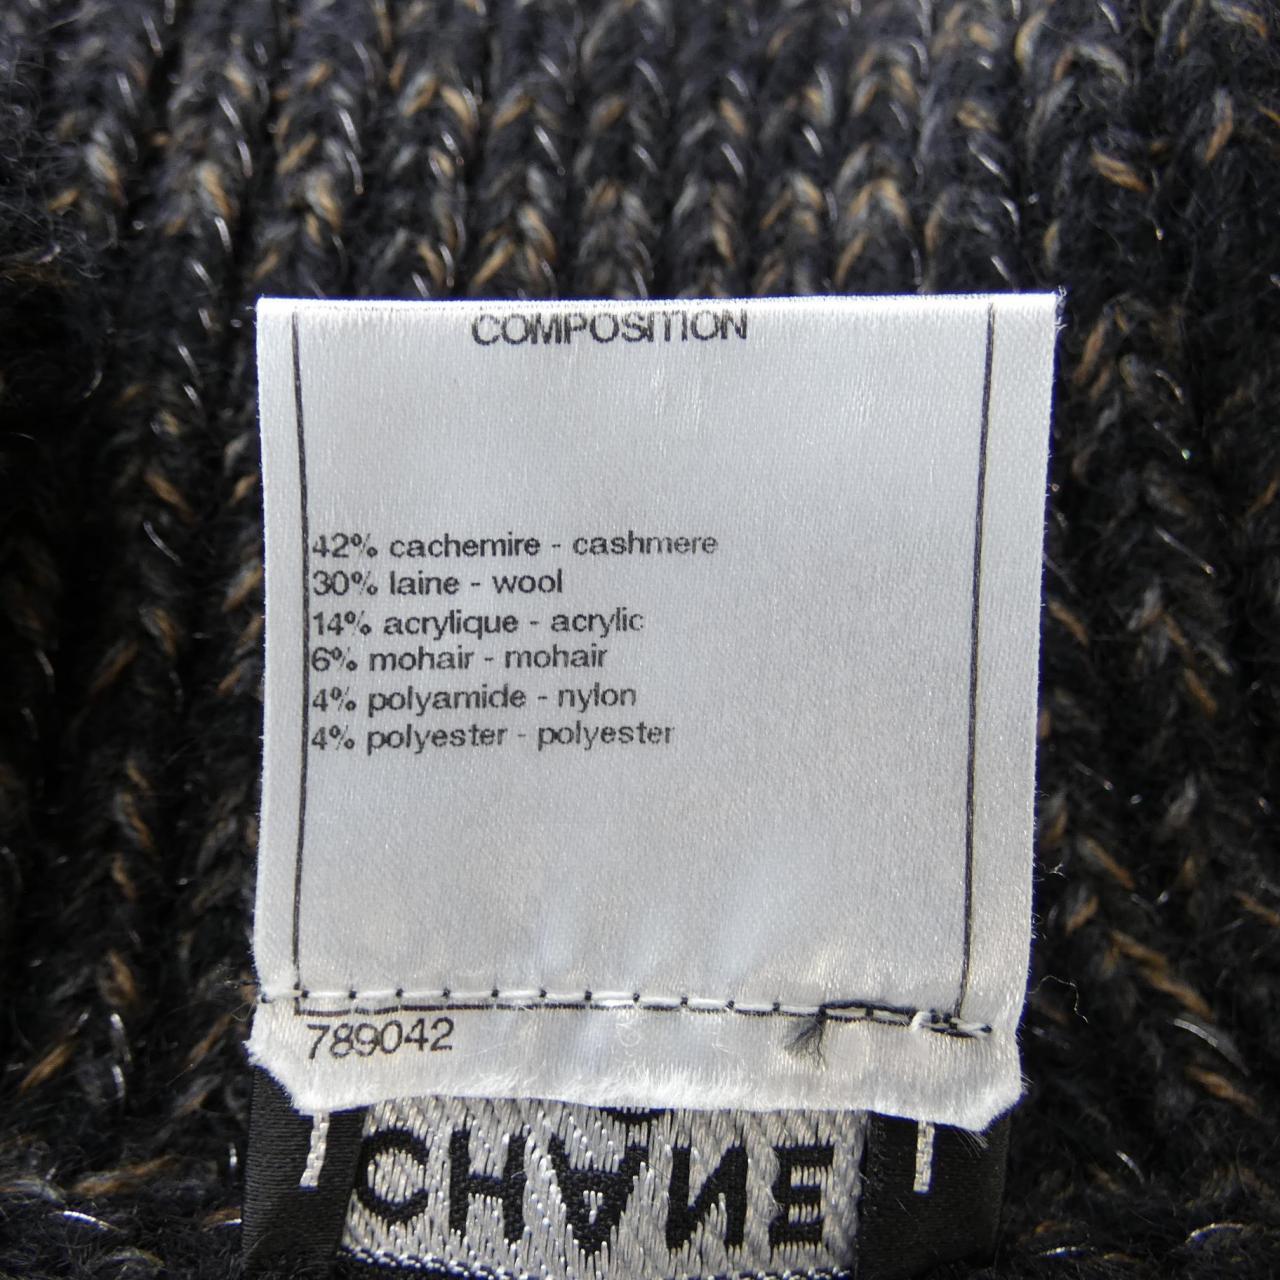 COMPOSITION
42% cachemire - cashmere
30% laine - wool
14% acrylique - acrylic
6% mohair - mohair
4% polyamide - nylon
4% polyester - polyester
789042
CHANE